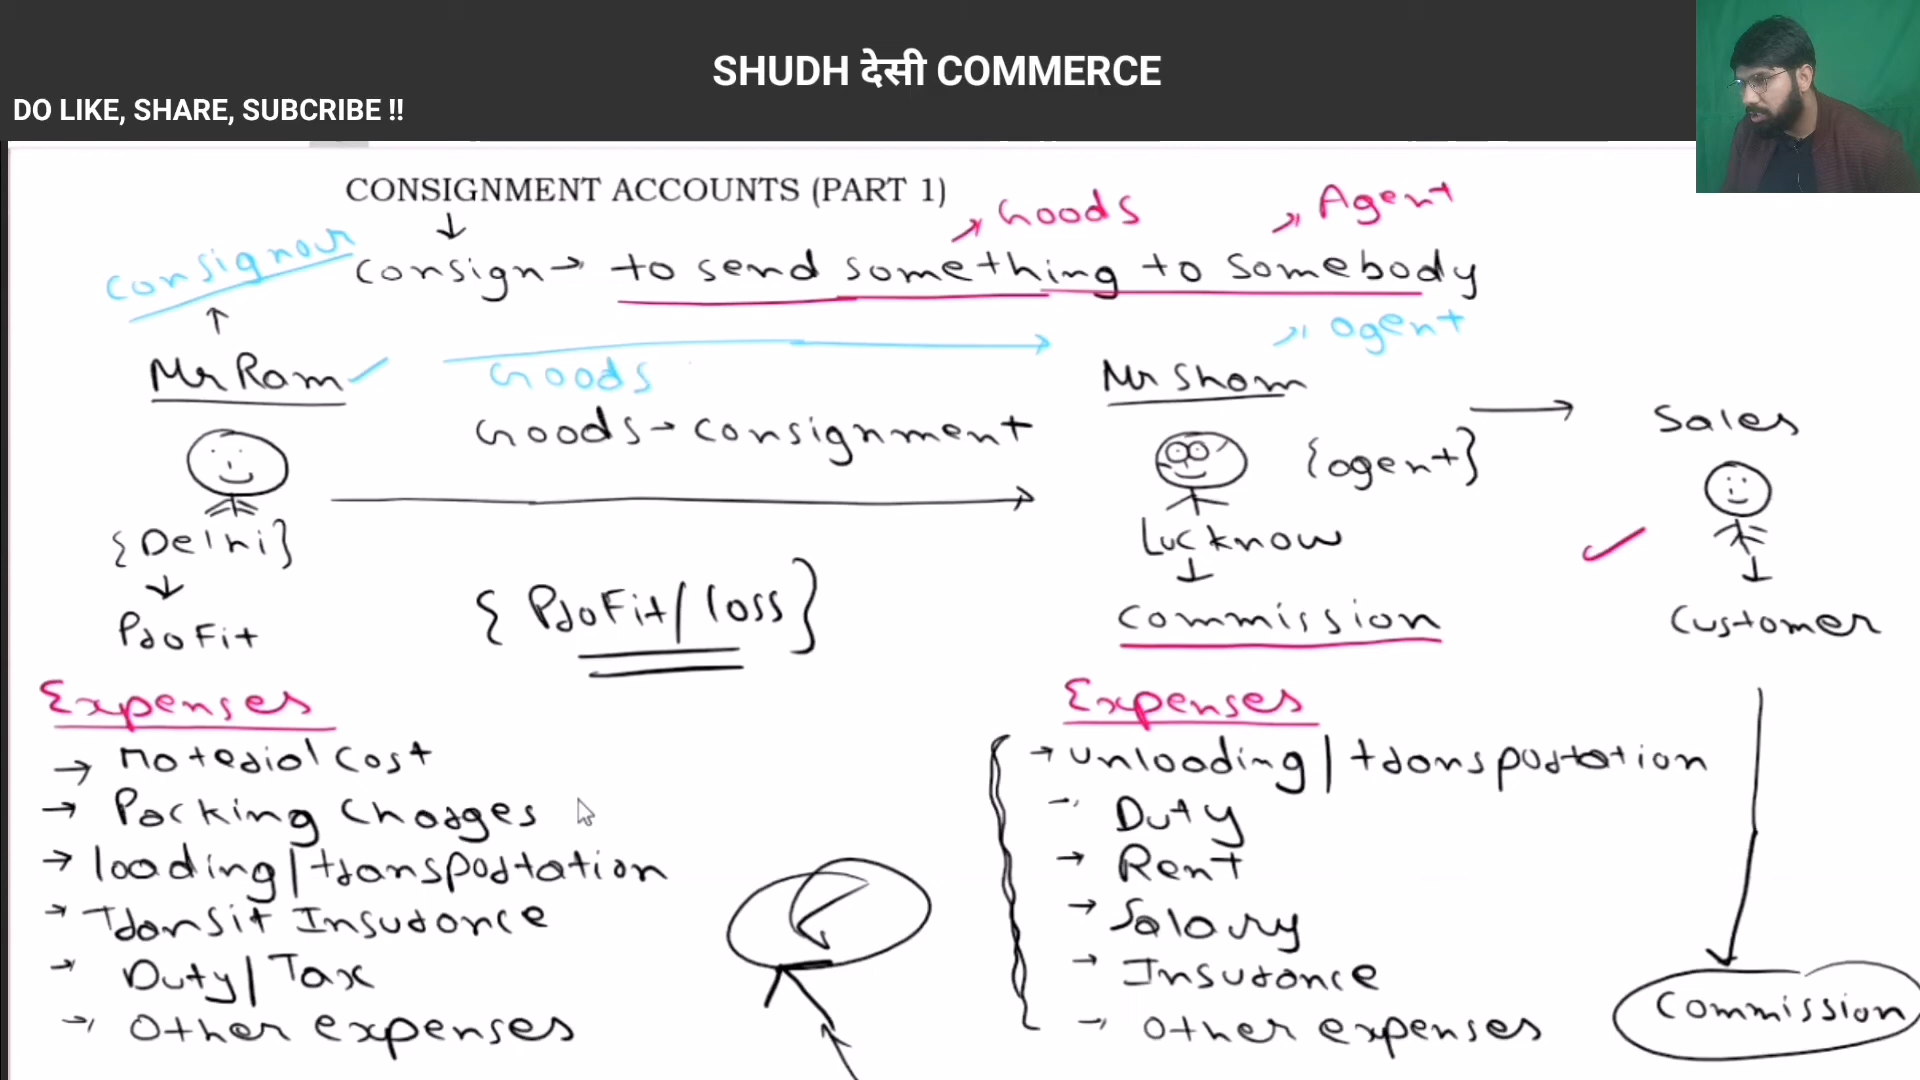 SHUDH देसी COMMERCE
DO LIKE, SHARE, SUBCRIBE !!
CONSIGNMENT ACCOUNTS (PART 1)
Goods
Agent
Consignour
Consign → to send something to Somebody
agent
Mr Ram
Goods
Mr Sham
Goods → consignment
Sales
{agent}
{Delhi}
Lucknow
Profit
{Profit/loss}
Commission
Customer
Expenses
→ Material Cost
→ Packing Charges
→ loading/transportation
→ Transit Insurance
→ Duty/Tax
→ Other expenses
Expenses
→ unloading/transportation
→ Duty
→ Rent
→ Salary
→ Insurance
→ Other expenses
Commission